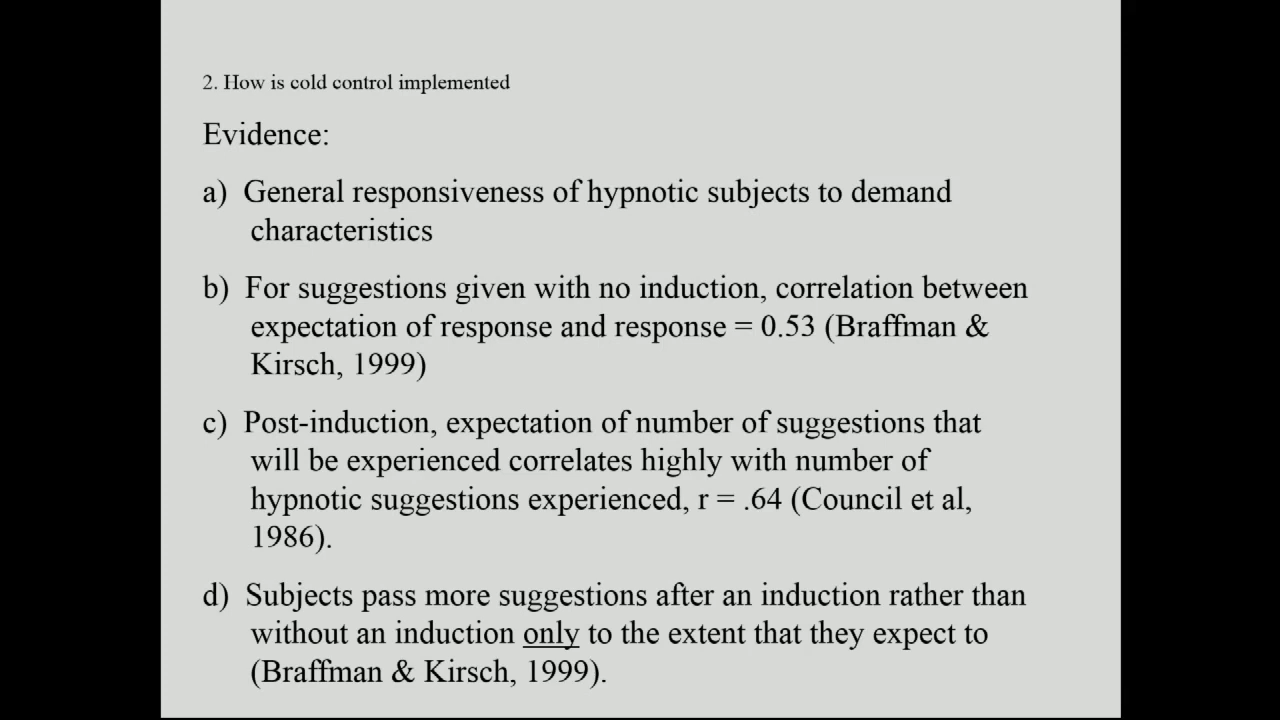 2. How is cold control implemented
Evidence:
a) General responsiveness of hypnotic subjects to demand
characteristics
b) For suggestions given with no induction, correlation between
expectation of response and response = 0.53 (Braffman &
Kirsch, 1999)
c) Post-induction, expectation of number of suggestions that
will be experienced correlates highly with number of
hypnotic suggestions experienced, r = .64 (Council et al,
1986).
d) Subjects pass more suggestions after an induction rather than
without an induction only to the extent that they expect to
(Braffman & Kirsch, 1999).